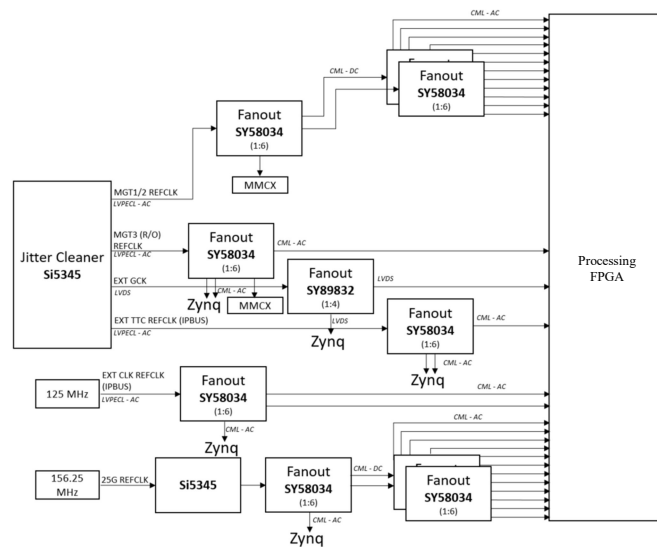 CML - AC
CML - DC
Fanout
SY58034
(1:6)
Fanout
SY58034
(1:6)
MMCX
MGT1/2 REFCLK
LVPECL - AC
Jitter Cleaner
Si5345
MGT3 (R/O)
REFCLK
LVPECL - AC
Fanout
SY58034
(1:6)
CML - AC
Zynq
CML - AC
MMCX
EXT GCK
LVDS
Fanout
SY89832
(1:4)
LVDS
LVDS
Zynq
EXT TTC REFCLK (IPBUS)
LVPECL - AC
Fanout
SY58034
(1:6)
CML - AC
CML - AC
Zynq
Processing
FPGA
125 MHz
EXT CLK REFCLK
(IPBUS)
LVPECL - AC
Fanout
SY58034
(1:6)
CML - AC
CML - AC
Zynq
156.25
MHz
25G REFCLK
Si5345
Fanout
SY58034
(1:6)
CML - AC
Zynq
CML - DC
CML - AC
Fanout
SY58034
(1:6)